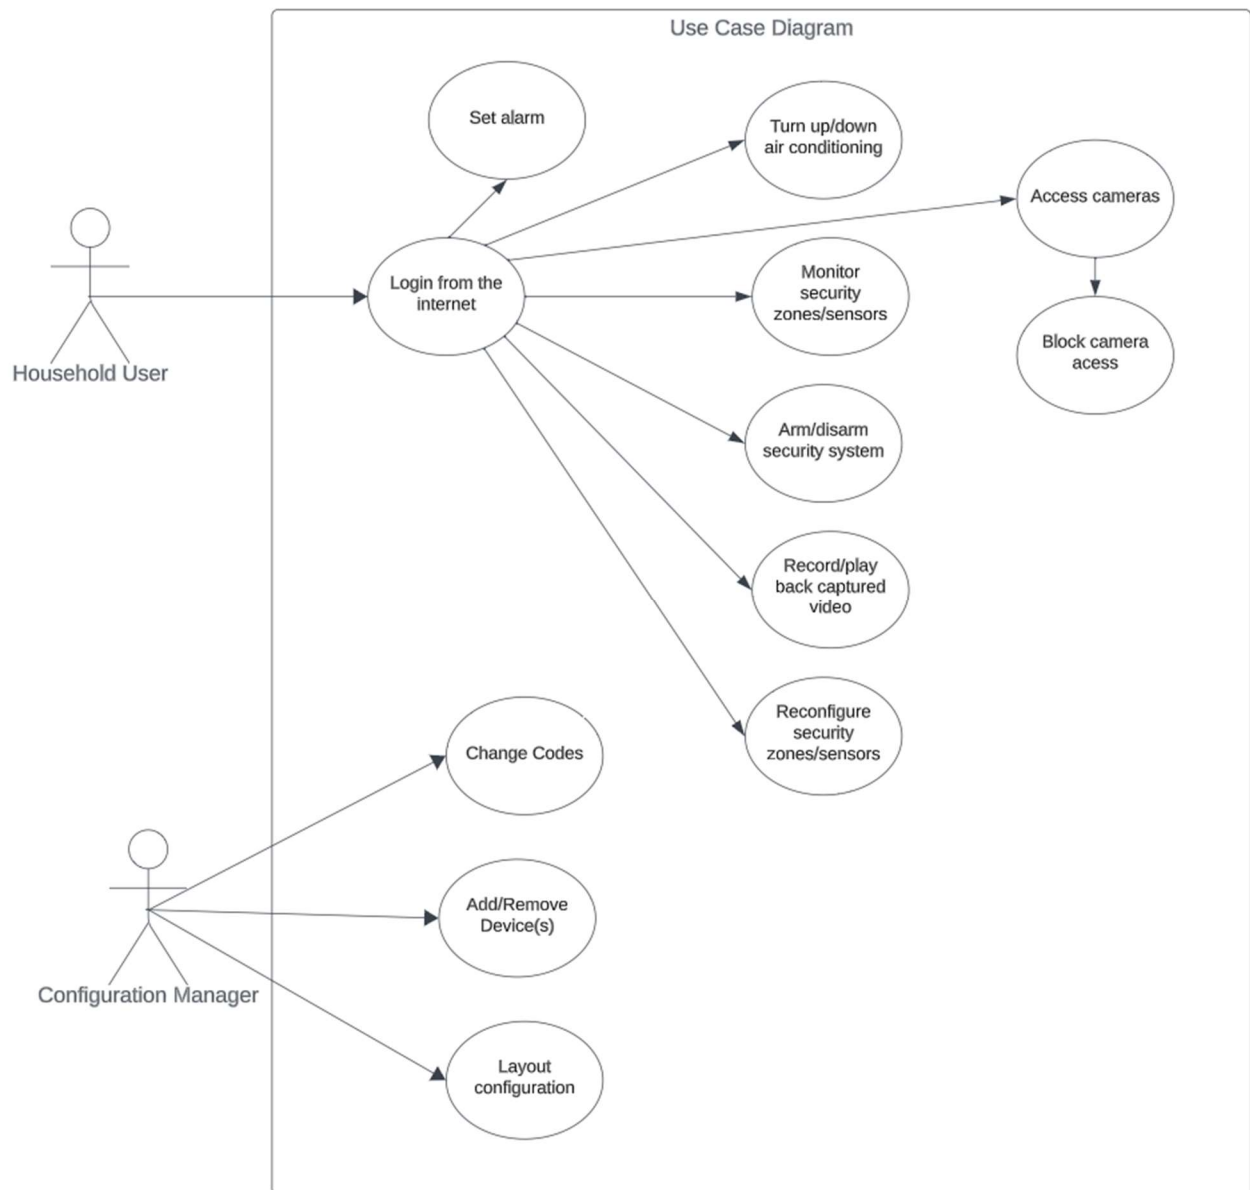 Use Case Diagram
Set alarm
Turn up/down
air conditioning
Access cameras
Login from the
internet
Monitor
security
zones/sensors
Block camera
acess
Household User
Arm/disarm
security system
Record/play
back captured
video
Reconfigure
security
zones/sensors
Change Codes
Add/Remove
Device(s)
Configuration Manager
Layout
configuration